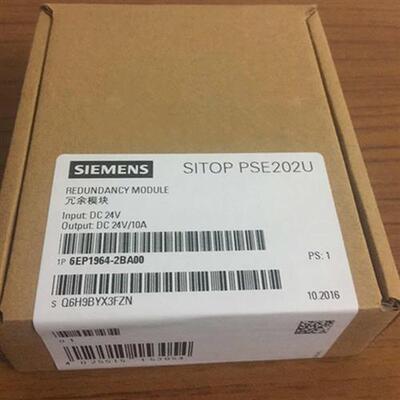 SIEMENS
SITOP PSE202U
REDUNDANCY MODULE
冗余模块
Input: DC 24V
Output: DC 24V/10A
1P 6EP1964-2BA00
PS: 1
S Q6H9BYX3FZN
10.2016